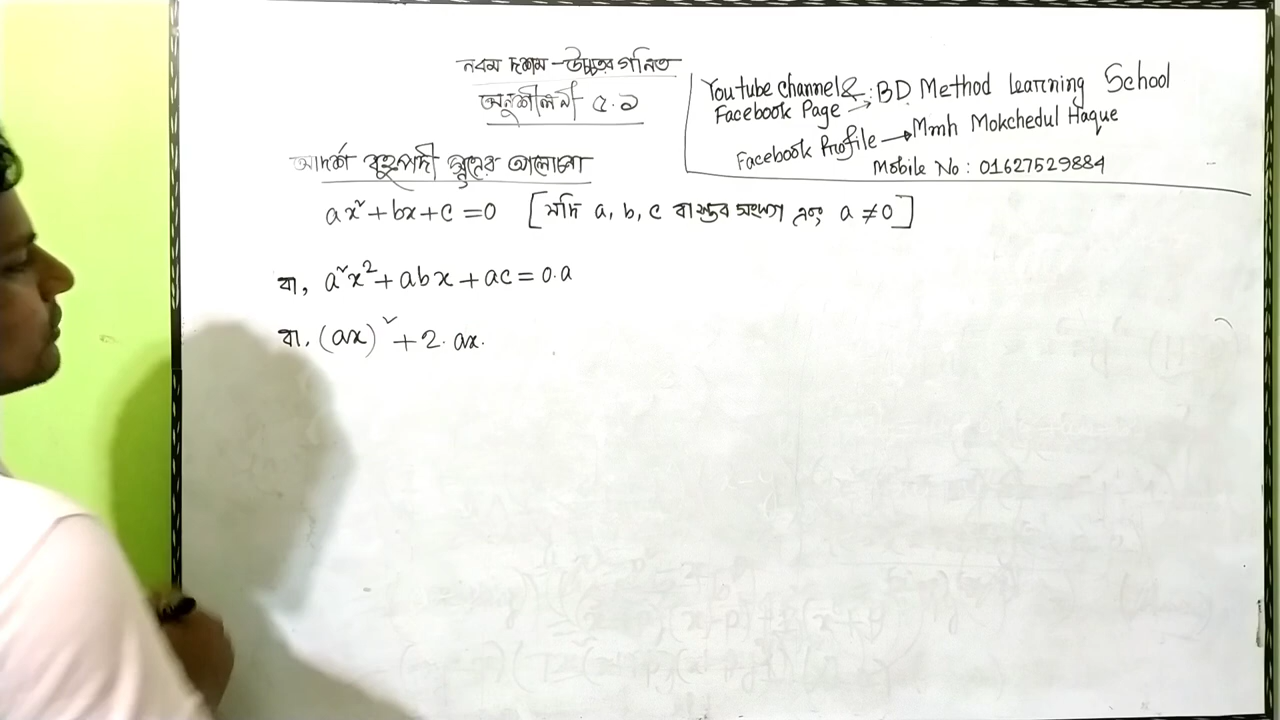 নবম দশম - উচ্চতর গনিত
অনুশীলনী ৫.১
Youtube Channel & : BD. Method Learning School
Facebook Page →
Facebook Profile → Mmh Mokchedul Haque
Mobile No : 01627529884
আদর্শ বহুপদী সূত্রের আলোচনা
ax² + bx + c = 0 [যদি a, b, c বাস্তব সংখ্যা এবং a ≠ 0]
বা, a²x² + abx + ac = 0.a
বা, (ax)² + 2. ax.